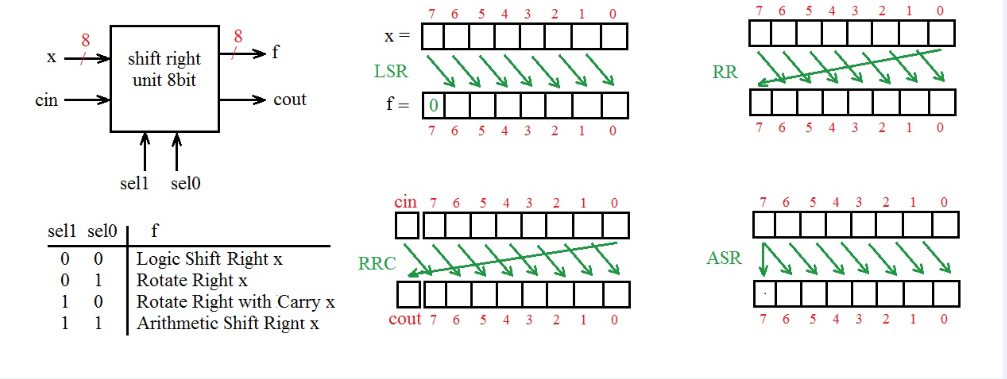 8 8
x shift right f
unit 8bit
cin cout
sel1 sel0
sel1 sel0 f
0 0 Logic Shift Right x
0 1 Rotate Right x
1 0 Rotate Right with Carry x
1 1 Arithmetic Shift Rignt x
7 6 5 4 3 2 1 0
x =
LSR
f = 0
7 6 5 4 3 2 1 0
7 6 5 4 3 2 1 0
RR
7 6 5 4 3 2 1 0
cin 7 6 5 4 3 2 1 0
RRC
cout 7 6 5 4 3 2 1 0
7 6 5 4 3 2 1 0
ASR
7 6 5 4 3 2 1 0